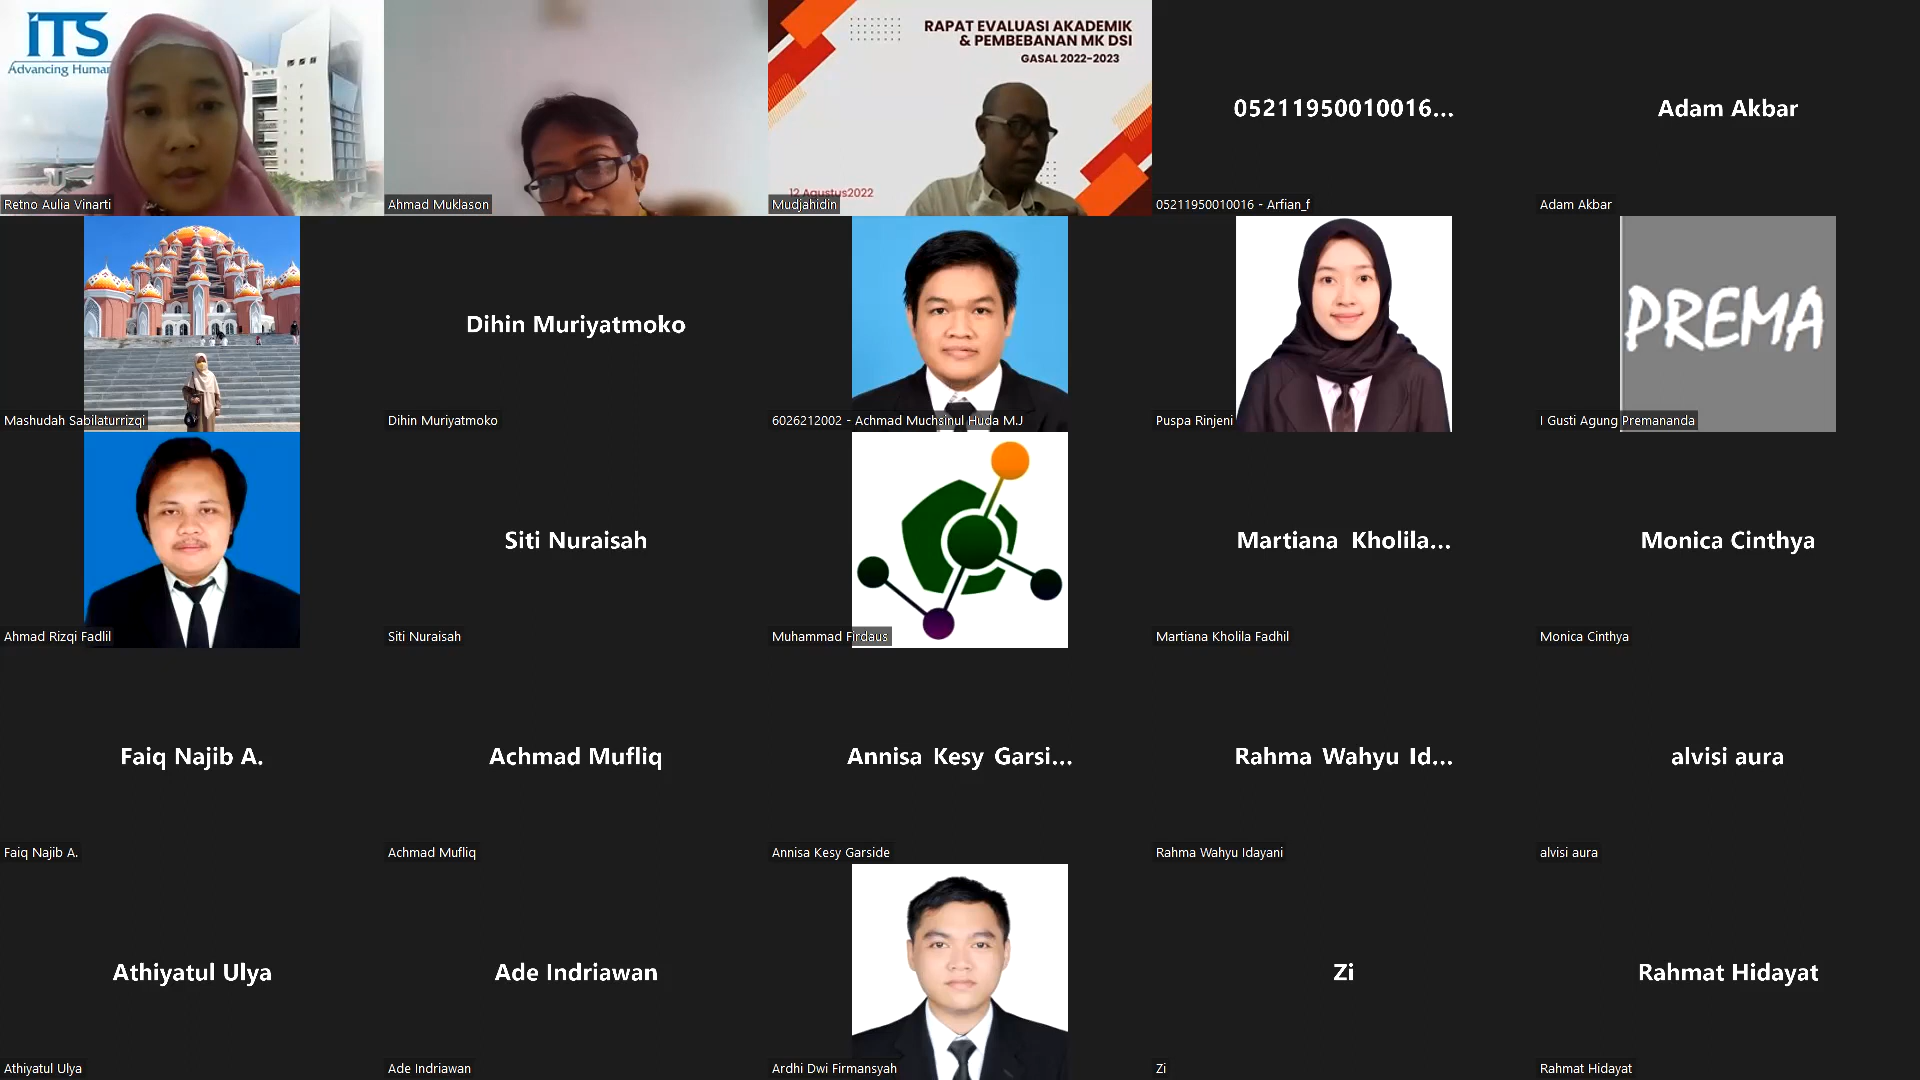 ITS
Advancing Human
Retno Aulia Vinarti
Ahmad Muklason
RAPAT EVALUASI AKADEMIK
& PEMBEBANAN MK DSI
GASAL 2022-2023
12 Agustus2022
Mudjahidin
05211950010016...
05211950010016 - Arfian_f
Adam Akbar
Adam Akbar
Mashudah Sabilaturrizqi
Dihin Muriyatmoko
Dihin Muriyatmoko
6026212002 - Achmad Muchsinul Huda M.J
Puspa Rinjeni
PREMA
I Gusti Agung Premananda
Ahmad Rizqi Fadlil
Siti Nuraisah
Siti Nuraisah
Muhammad Firdaus
Martiana Kholila...
Martiana Kholila Fadhil
Monica Cinthya
Monica Cinthya
Faiq Najib A.
Faiq Najib A.
Achmad Mufliq
Achmad Mufliq
Annisa Kesy Garsi...
Annisa Kesy Garside
Rahma Wahyu Id...
Rahma Wahyu Idayani
alvisi aura
alvisi aura
Athiyatul Ulya
Athiyatul Ulya
Ade Indriawan
Ade Indriawan
Ardhi Dwi Firmansyah
Zi
Zi
Rahmat Hidayat
Rahmat Hidayat